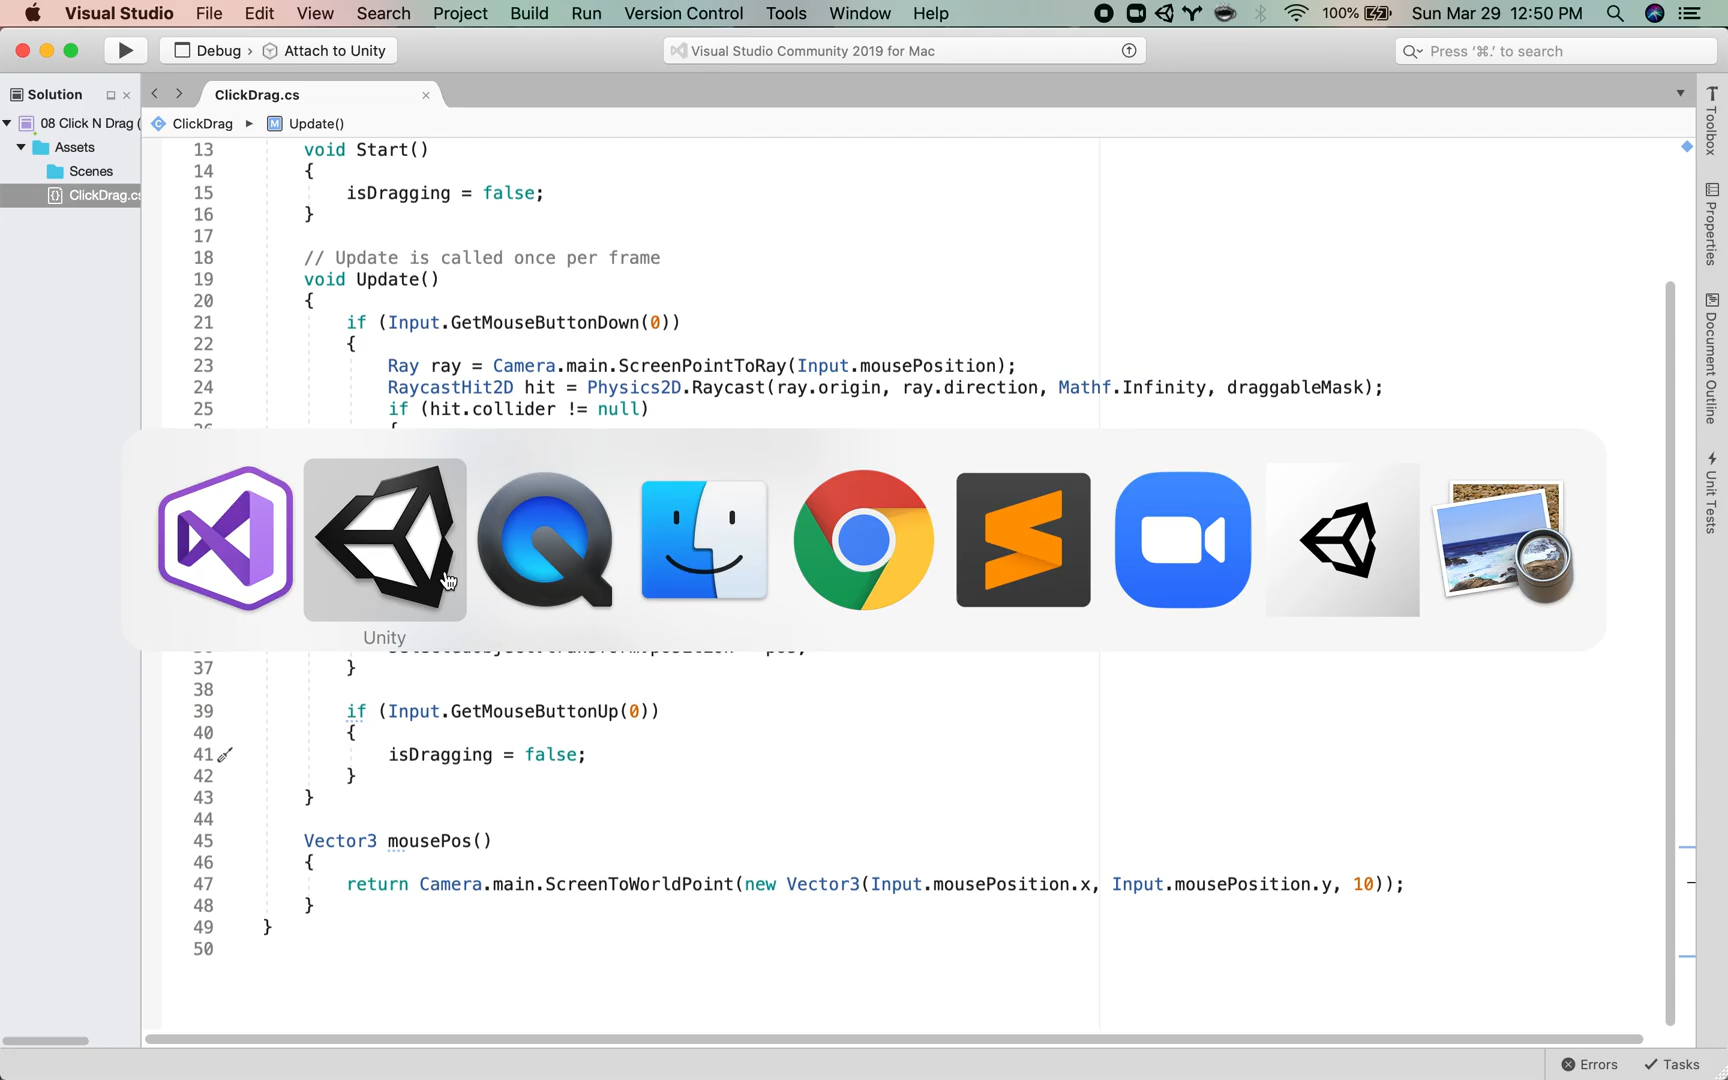 Visual Studio File Edit View Search Project Build Run Version Control Tools Window Help 100% Sun Mar 29 12:50 PM
Debug › Attach to Unity Visual Studio Community 2019 for Mac Press ‘⌘.’ to search
Solution ClickDrag.cs
08 Click N Drag ( ClickDrag ▸ M Update()
Assets
Scenes
ClickDrag.cs
13 void Start()
14 {
15 isDragging = false;
16 }
17
18 // Update is called once per frame
19 void Update()
20 {
21 if (Input.GetMouseButtonDown(0))
22 {
23 Ray ray = Camera.main.ScreenPointToRay(Input.mousePosition);
24 RaycastHit2D hit = Physics2D.Raycast(ray.origin, ray.direction, Mathf.Infinity, draggableMask);
25 if (hit.collider != null)
Unity
37 }
38
39 if (Input.GetMouseButtonUp(0))
40 {
41 isDragging = false;
42 }
43 }
44
45 Vector3 mousePos()
46 {
47 return Camera.main.ScreenToWorldPoint(new Vector3(Input.mousePosition.x, Input.mousePosition.y, 10));
48 }
49 }
50
Toolbox
Properties
Document Outline
Unit Tests
Errors Tasks